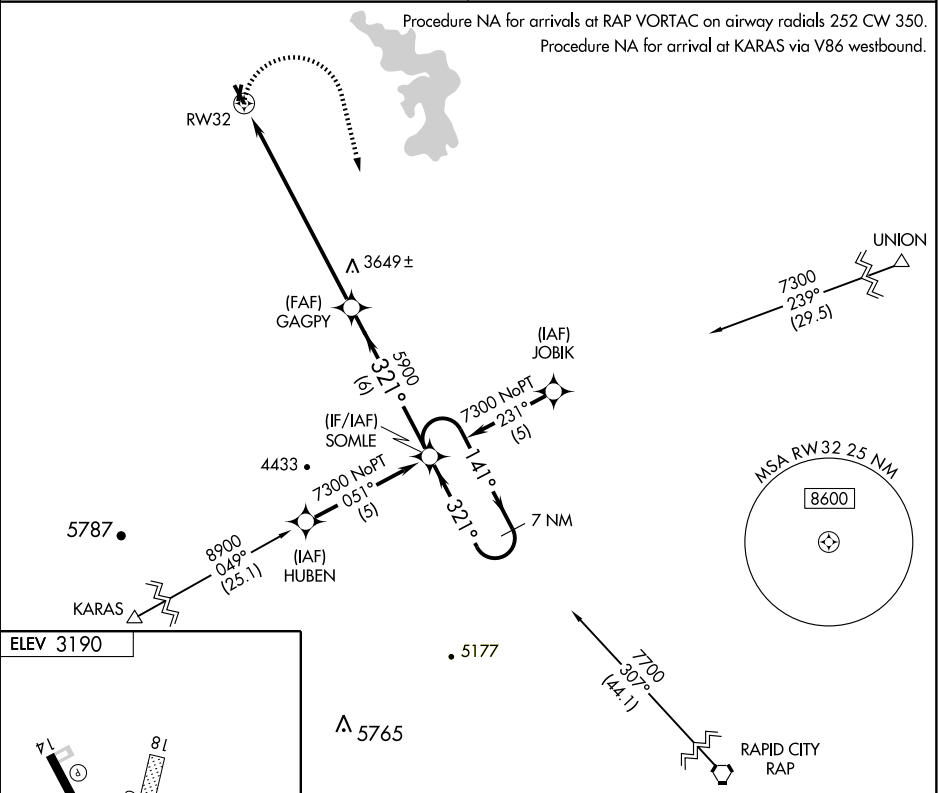 Procedure NA for arrivals at RAP VORTAC on airway radials 252 CW 350.
Procedure NA for arrival at KARAS via V86 westbound.
RW32
3649±
UNION
7300
239°
(29.5)
(FAF)
GAGPY
(IAF)
JOBIK
5900
321°
(6)
7300 NoPT
231°
(5)
(IF/IAF)
SOMLE
4433
7300 NoPT
051°
(5)
141°
321°
7 NM
MSA RW32 25 NM
8600
5787
8900
049°
(25.1)
(IAF)
HUBEN
KARAS
ELEV 3190
5177
7700
307°
(44.1)
5765
RAPID CITY
RAP
14
18
P